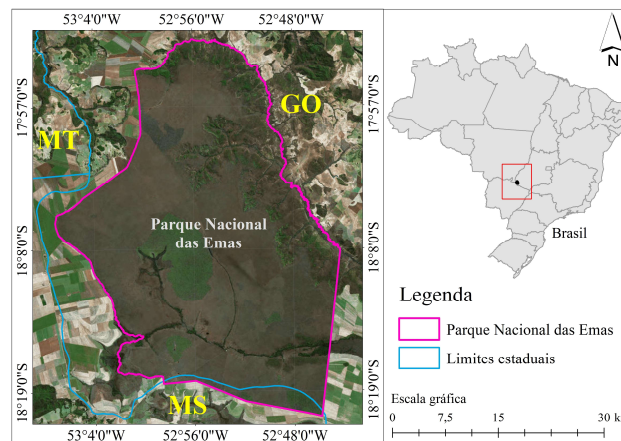 53°4'0"W 52°56'0"W 52°48'0"W
17°57'0"S
18°8'0"S
18°19'0"S
MT
GO
Parque Nacional
das Emas
MS
53°4'0"W 52°56'0"W 52°48'0"W
17°57'0"S
18°8'0"S
18°19'0"S
N
Brasil
Legenda
Parque Nacional das Emas
Limites estaduais
Escala gráfica
0 7,5 15 30 k